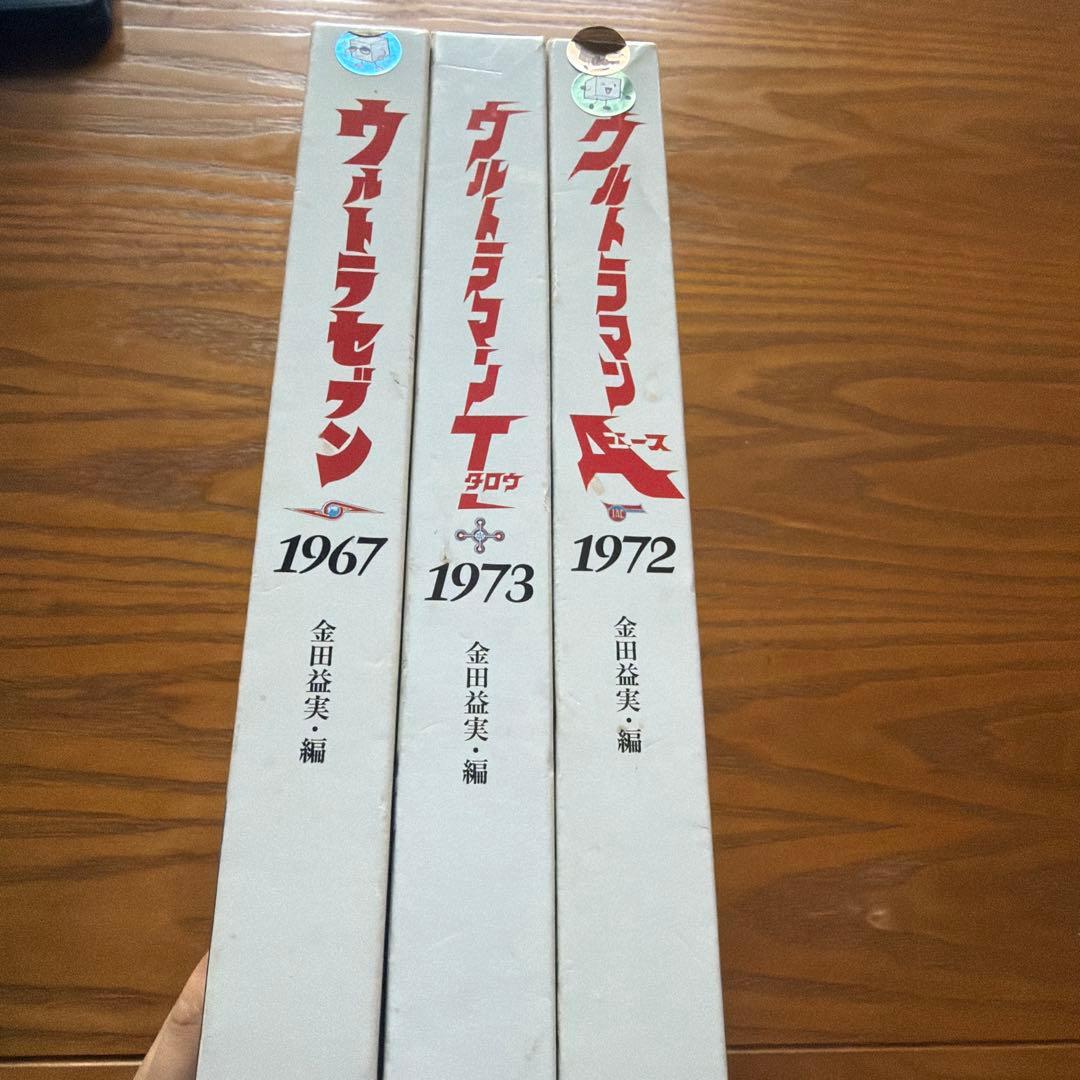 ウルトラセブン
1967
金田益実・編
ウルトラマン
T
タロウ
1973
金田益実・編
ウルトラマン
A
エース
TAC
1972
金田益実・編